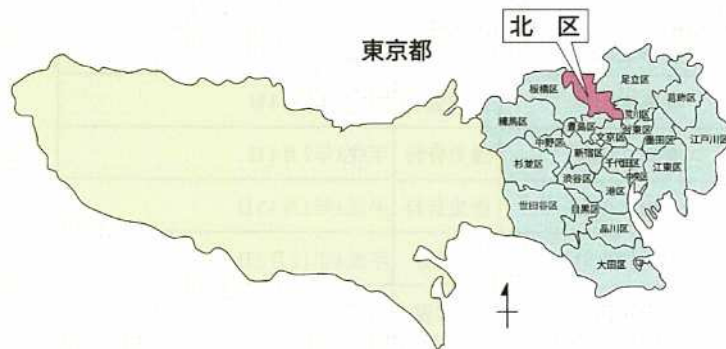 北区
東京都
足立区
板橋区
葛飾区
練馬区
荒川区
豊島区
文京区
台東区
墨田区
江戸川区
中野区
新宿区
千代田区
杉並区
中央区
江東区
渋谷区
港区
世田谷区
目黒区
品川区
大田区